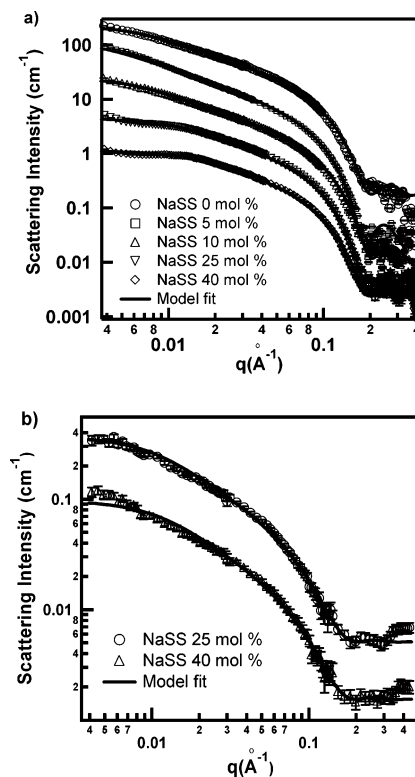 a)
Scattering Intensity (cm-1)
100
10
1
0.1
0.01
0.001
NaSS 0 mol %
NaSS 5 mol %
NaSS 10 mol %
NaSS 25 mol %
NaSS 40 mol %
Model fit
4 6 8 0.01 2 4 6 8 0.1 2 4
q(Å-1)
b)
Scattering Intensity (cm-1)
4
2
0.1
8
6
4
2
0.01
8
6
4
2
NaSS 25 mol %
NaSS 40 mol %
Model fit
4 5 6 7 0.01 2 3 4 5 6 7 0.1 2 3 4
q(Å-1)